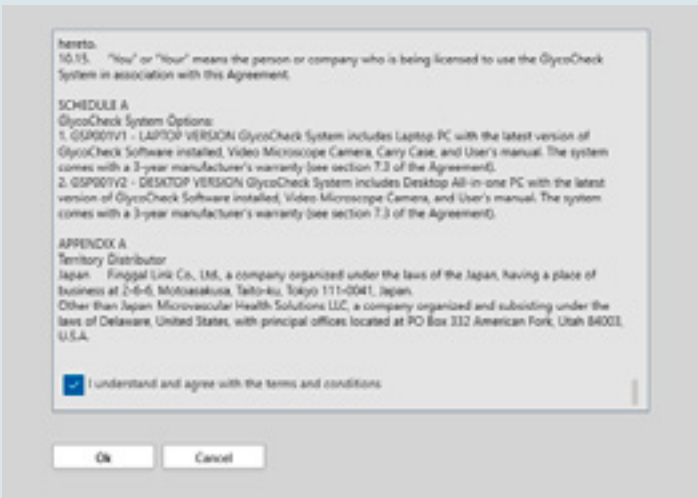 hereto.
10.15. "You" or "Your" means the person or company who is being licensed to use the GlycoCheck
System in association with this Agreement.
SCHEDULE A
GlycoCheck System Options:
1. GSP001V1 - LAPTOP VERSION GlycoCheck System includes Laptop PC with the latest version of
GlycoCheck Software installed, Video Microscope Camera, Carry Case, and User's manual. The system
comes with a 3-year manufacturer's warranty (see section 7.3 of the Agreement).
2. GSP001V2 - DESKTOP VERSION GlycoCheck System includes Desktop All-in-one PC with the latest
version of GlycoCheck Software installed, Video Microscope Camera, and User's manual. The system
comes with a 3-year manufacturer's warranty (see section 7.3 of the Agreement).
APPENDIX A
Territory Distributor
Japan Finggal Link Co., Ltd., a company organized under the laws of the Japan, having a place of
business at 2-6-6, Motoasakusa, Taito-ku, Tokyo 111-0041, Japan.
Other than Japan Microvascular Health Solutions LLC, a company organized and subsisting under the
laws of Delaware, United States, with principal offices located at PO Box 332 American Fork, Utah 84003,
U.S.A.
I understand and agree with the terms and conditions
Ok
Cancel